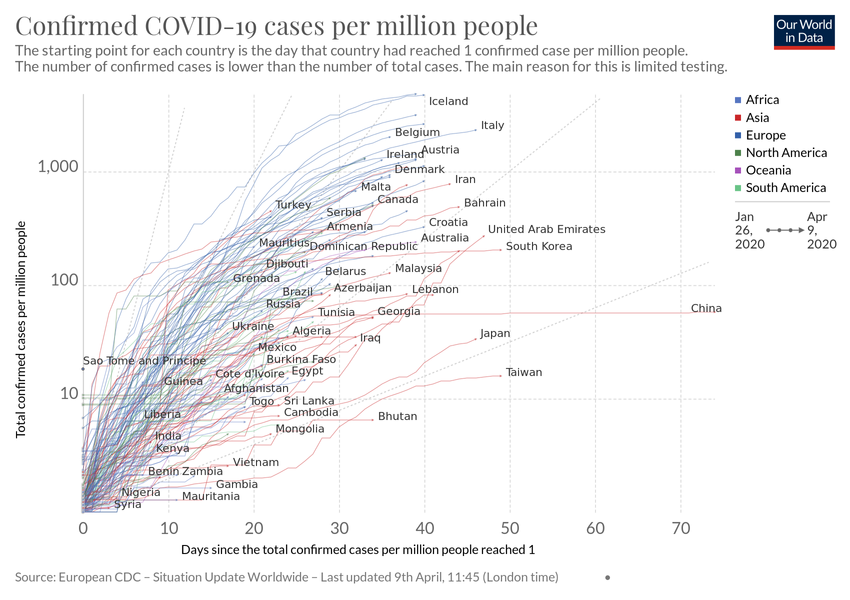 Confirmed COVID-19 cases per million people
Our World
in Data
The starting point for each country is the day that country had reached 1 confirmed case per million people.
The number of confirmed cases is lower than the number of total cases. The main reason for this is limited testing.
Africa
Asia
Europe
North America
Oceania
South America
Jan
26,
2020
Apr
9,
2020
Total confirmed cases per million people
1,000
100
10
Iceland
Italy
Belgium
Austria
Ireland
Denmark
Iran
Malta
Canada
Bahrain
Turkey
Serbia
Croatia
Armenia
United Arab Emirates
Australia
Mauritius
Dominican Republic
South Korea
Djibouti
Malaysia
Belarus
Grenada
Azerbaijan
Lebanon
Brazil
Russia
China
Tunisia
Georgia
Ukraine
Algeria
Iraq
Japan
Mexico
Sao Tome and Principe
Burkina Faso
Egypt
Cote d'Ivoire
Taiwan
Guinea
Afghanistan
Togo
Sri Lanka
Liberia
Cambodia
Bhutan
Mongolia
India
Kenya
Vietnam
Benin
Zambia
Gambia
Nigeria
Mauritania
Syria
0
10
20
30
40
50
60
70
Days since the total confirmed cases per million people reached 1
Source: European CDC – Situation Update Worldwide – Last updated 9th April, 11:45 (London time)